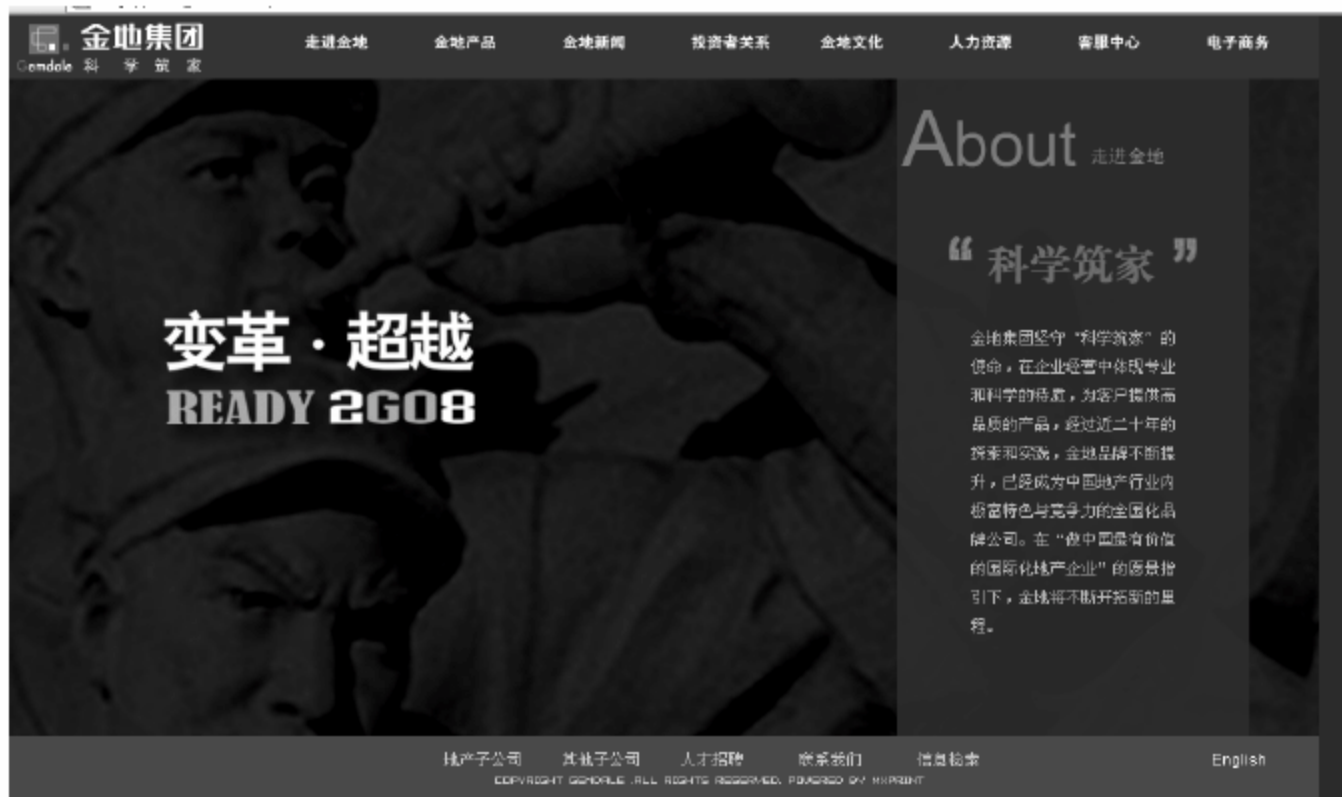 金地集团
Gemdale 科学筑家
走进金地 金地产品 金地新闻 投资者关系 金地文化 人力资源 客服中心 电子商务
About 走进金地
“科学筑家”
变革·超越
READY 2GO8
金地集团坚守“科学筑家”的
使命，在企业经营中体现专业
和科学的特质，为客户提供高
品质的产品，经过近二十年的
探索和实践，金地品牌不断提
升，已经成为中国地产行业内
极富特色与竞争力的全国化品
牌公司。在“做中国最有价值
的国际化地产企业”的愿景指
引下，金地将不断开拓新的里
程。
地产子公司 其他子公司 人才招聘 联系我们 信息检索 English
COPYRIGHT GEMDALE .ALL RIGHTS RESERVED. POWERED BY MXPRINT